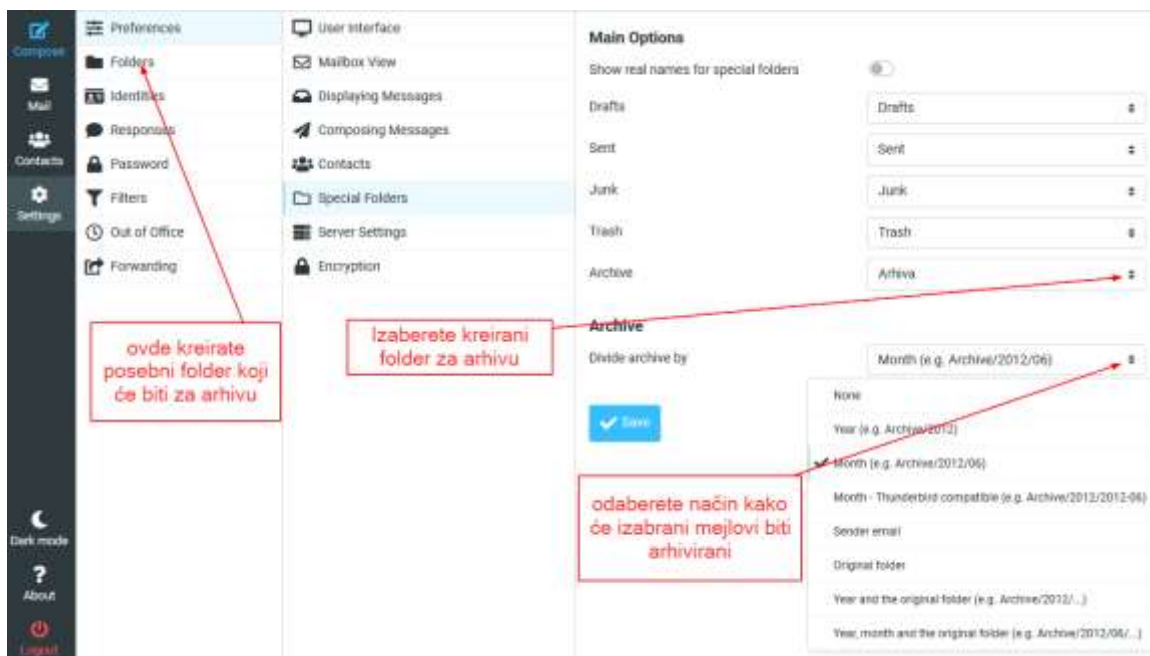 Compose
Mail
Contacts
Settings
Dark mode
About
Logout
Preferences
Folders
Identities
Responses
Password
Filters
Out of Office
Forwarding
User Interface
Mailbox View
Displaying Messages
Composing Messages
Contacts
Special Folders
Server Settings
Encryption
Main Options
Show real names for special folders
Drafts
Drafts
Sent
Sent
Junk
Junk
Trash
Trash
Archive
Arhiva
Archive
Divide archive by
Month (e.g. Archive/2012/06)
None
Year (e.g. Archive/2012)
Month (e.g. Archive/2012/06)
Month - Thunderbird compatible (e.g. Archive/2012/2012-06)
Sender email
Original folder
Year and the original folder (e.g. Archive/2012/...)
Year, month and the original folder (e.g. Archive/2012/06/...)
Save
ovde kreirate
posebni folder koji
će biti za arhivu
Izaberete kreirani
folder za arhivu
odaberete način kako
će izabrani mejlovi biti
arhivirani